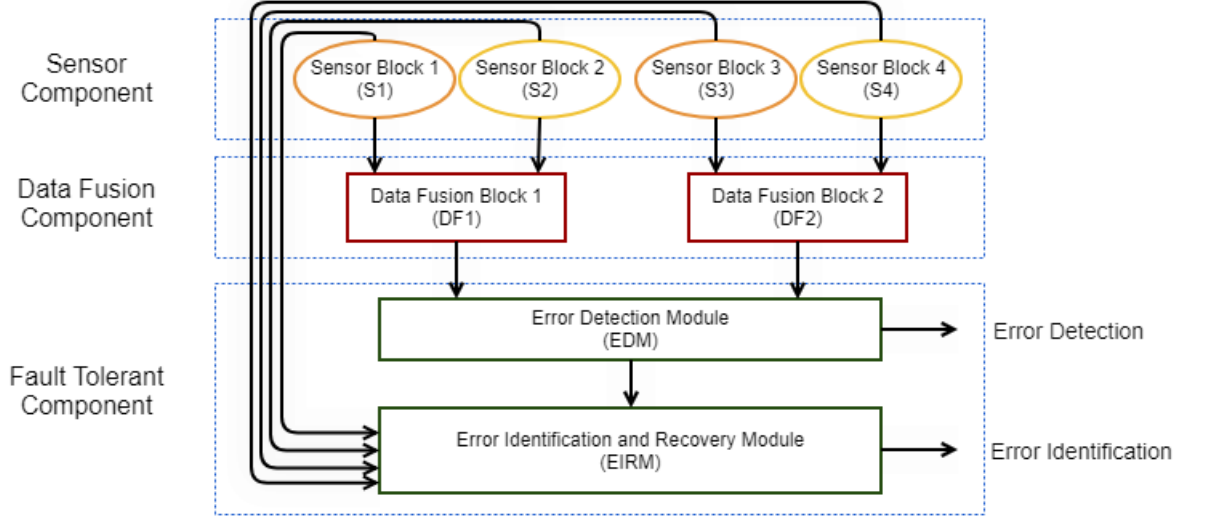 Sensor
Component
Sensor Block 1
(S1)
Sensor Block 2
(S2)
Sensor Block 3
(S3)
Sensor Block 4
(S4)
Data Fusion
Component
Data Fusion Block 1
(DF1)
Data Fusion Block 2
(DF2)
Fault Tolerant
Component
Error Detection Module
(EDM)
Error Detection
Error Identification and Recovery Module
(EIRM)
Error Identification